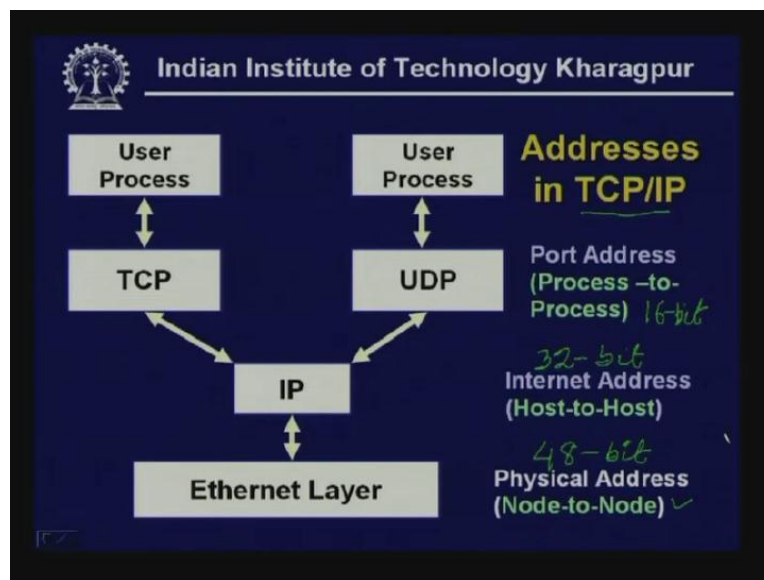 Indian Institute of Technology Kharagpur
User
Process
User
Process
Addresses
in TCP/IP
TCP
UDP
Port Address
(Process –to-
Process) 16-bit
32-bit
IP
Internet Address
(Host-to-Host)
48-bit
Ethernet Layer
Physical Address
(Node-to-Node)